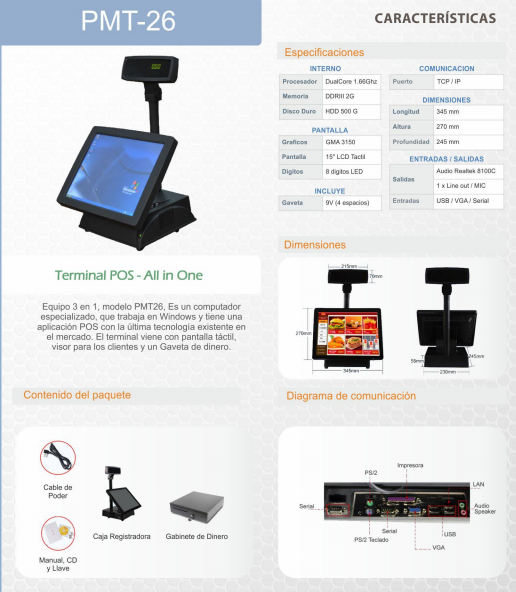 PMT-26
Terminal POS - All in One
Equipo 3 en 1, modelo PMT26, Es un computador
especializado, que trabaja en Windows y tiene una
aplicación POS con la última tecnología existente en
el mercado. El terminal viene con pantalla táctil,
visor para los clientes y un Gaveta de dinero.
Contenido del paquete
Cable de
Poder
Caja Registradora
Gabinete de Dinero
Manual, CD
y Llave
CARACTERÍSTICAS
Especificaciones
INTERNO
Procesador DualCore 1.66Ghz
Memoria DDRIII 2G
Disco Duro HDD 500 G
PANTALLA
Graficos GMA 3150
Pantalla 15" LCD Tactil
Digitos 8 digitos LED
INCLUYE
Gaveta 9V (4 espacios)
COMUNICACION
Puerto TCP / IP
DIMENSIONES
Longitud 345 mm
Altura 270 mm
Profundidad 245 mm
ENTRADAS / SALIDAS
Salidas Audio Realtek 8100C
1 x Line out / MIC
Entradas USB / VGA / Serial
Dimensiones
215mm
70mm
270mm
345mm
245mm
230mm
Diagrama de comunicación
Impresora
PS/2
LAN
Serial
Audio
Speaker
Serial
USB
PS/2 Teclado
VGA